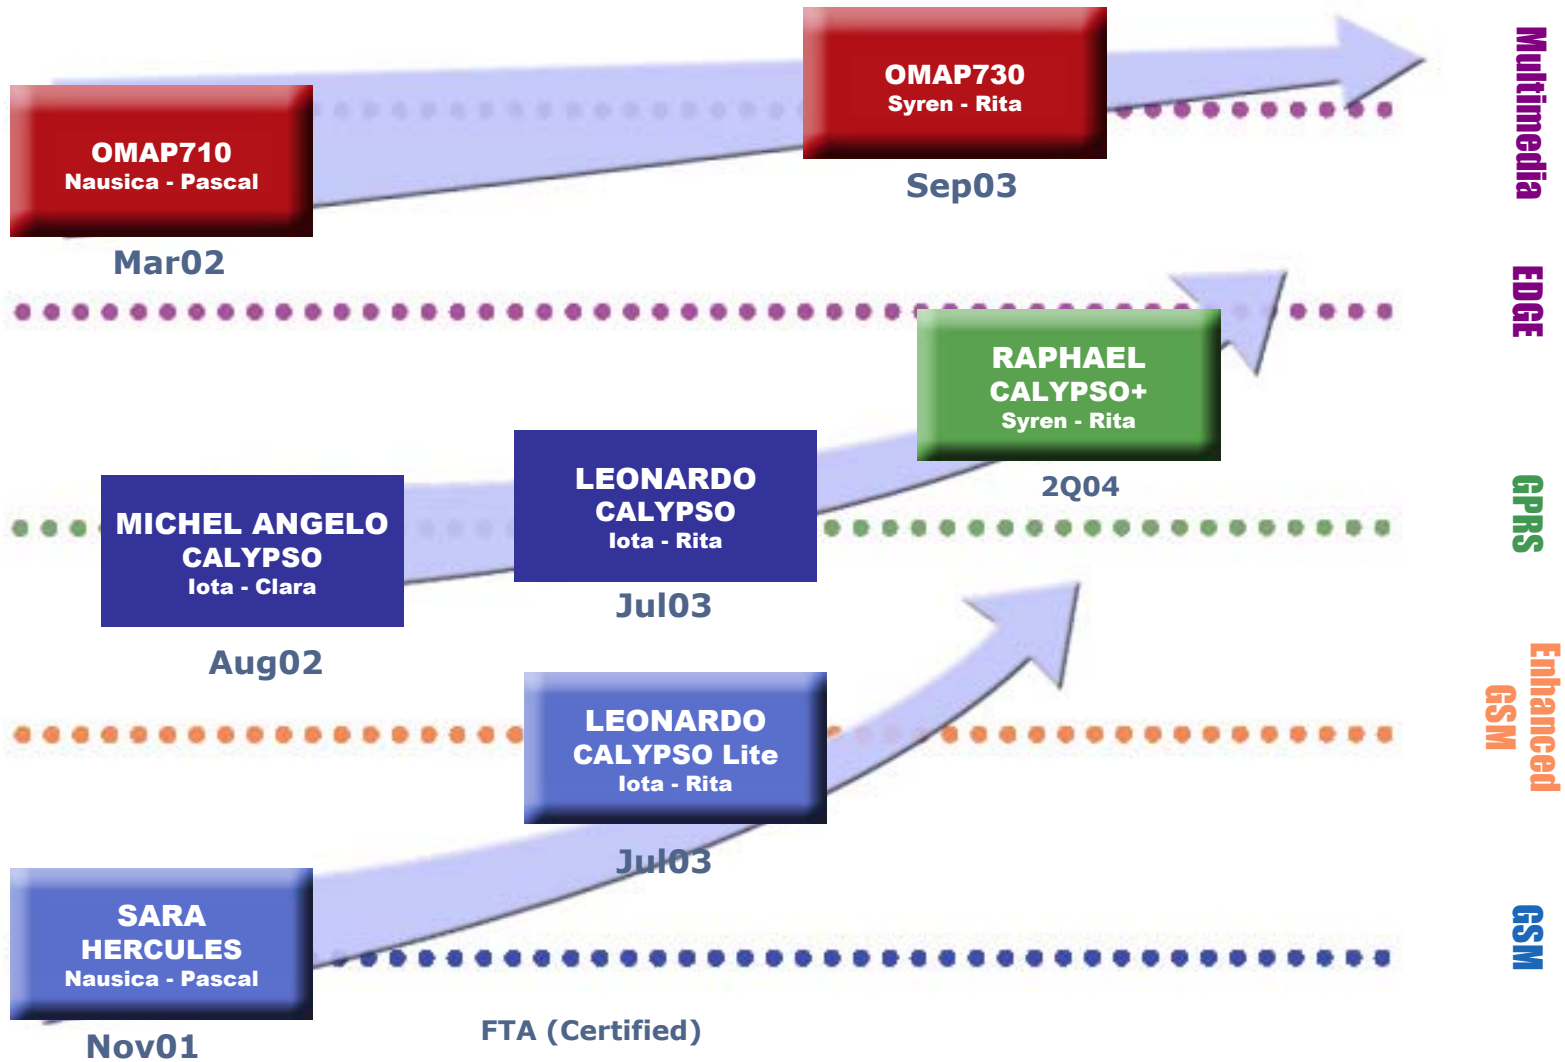 OMAP730
Syren - Rita
Sep03
Multimedia
OMAP710
Nausica - Pascal
Mar02
EDGE
RAPHAEL
CALYPSO+
Syren - Rita
2Q04
LEONARDO
CALYPSO
Iota - Rita
Jul03
MICHEL ANGELO
CALYPSO
Iota - Clara
Aug02
GPRS
LEONARDO
CALYPSO Lite
Iota - Rita
Jul03
Enhanced
GSM
SARA
HERCULES
Nausica - Pascal
Nov01
GSM
FTA (Certified)